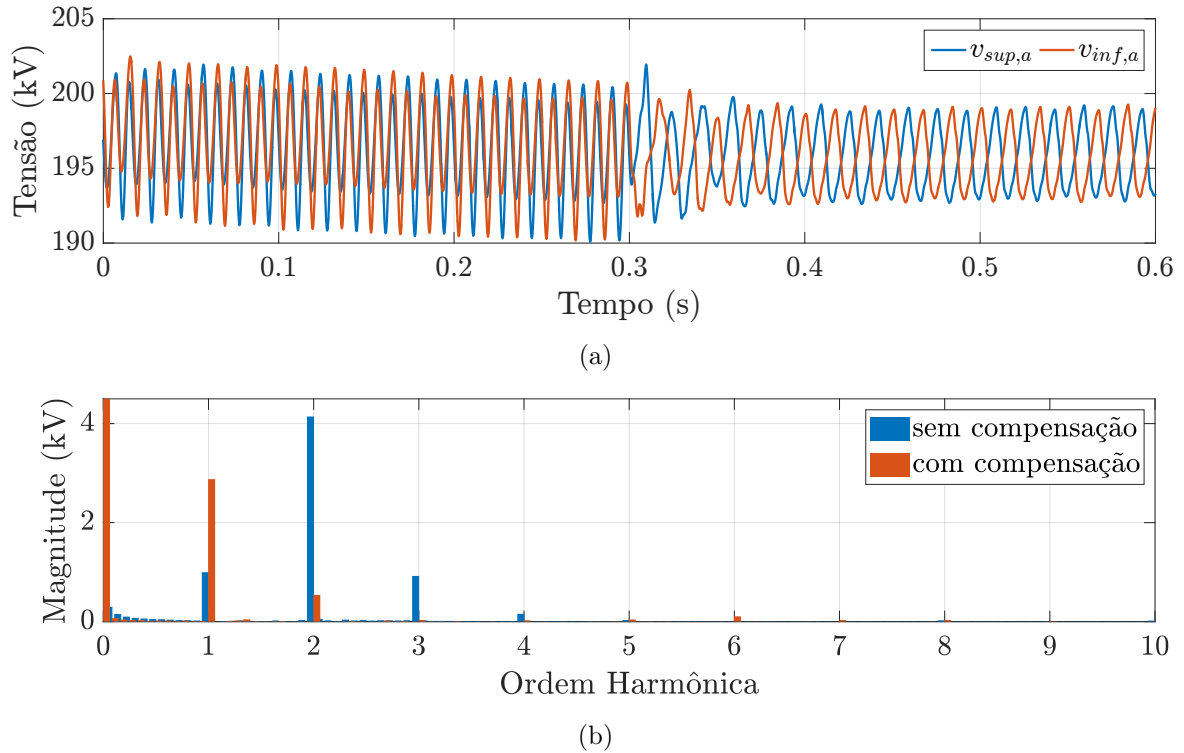 205
200
195
190
Tensão (kV)
v_{sup,a} v_{inf,a}
0 0.1 0.2 0.3 0.4 0.5 0.6
Tempo (s)
(a)
4
2
0
Magnitude (kV)
sem compensação
com compensação
0 1 2 3 4 5 6 7 8 9 10
Ordem Harmônica
(b)